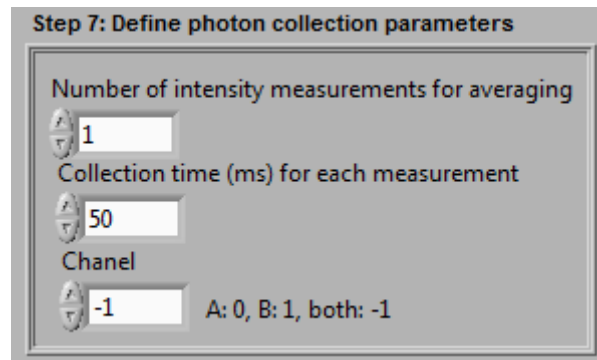 Step 7: Define photon collection parameters
Number of intensity measurements for averaging
1
Collection time (ms) for each measurement
50
Chanel
-1 A: 0, B: 1, both: -1